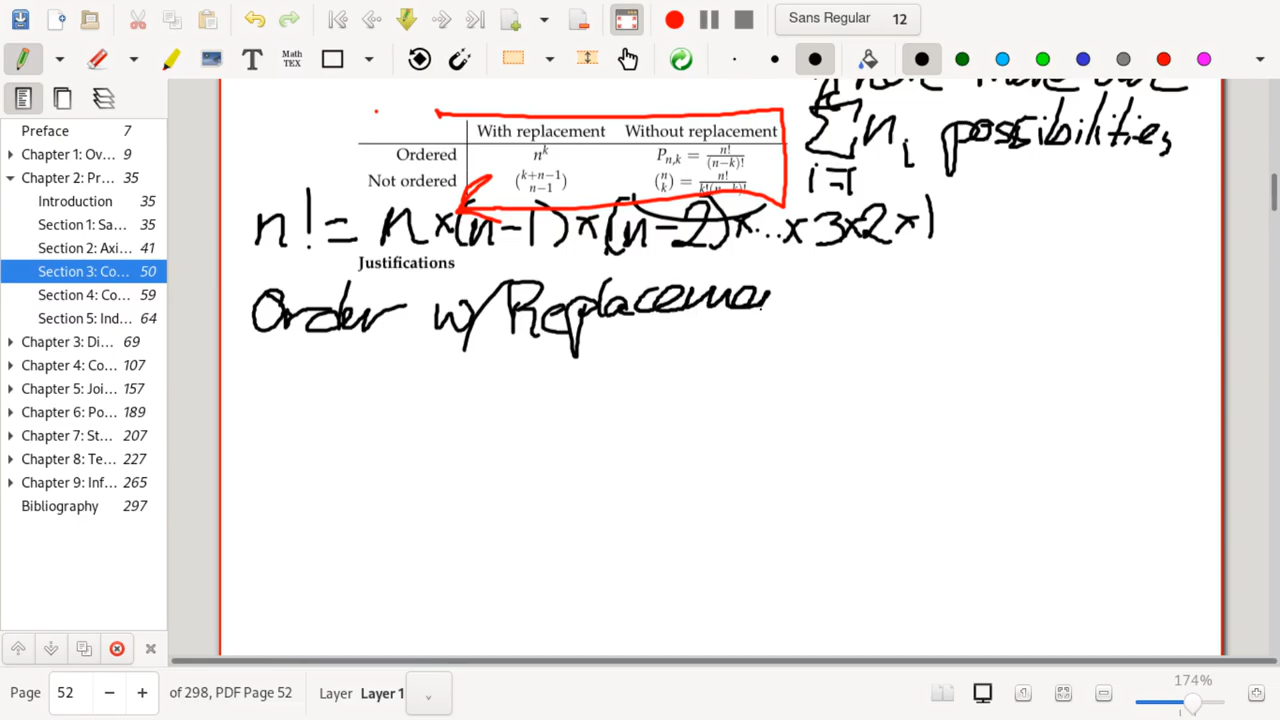 Sans Regular 12
Math
TEX
Preface 7
Chapter 1: Ov... 9
Chapter 2: Pr... 35
Introduction 35
Section 1: Sa... 35
Section 2: Axi... 41
Section 3: Co... 50
Section 4: Co... 59
Section 5: Ind... 64
Chapter 3: Di... 69
Chapter 4: Co... 107
Chapter 5: Joi... 157
Chapter 6: Po... 189
Chapter 7: St... 207
Chapter 8: Te... 227
Chapter 9: Inf... 265
Bibliography 297
∑ n_i possibilities
i=1
With replacement Without replacement
Ordered n^k P_{n,k} = n!/(n−k)!
Not ordered (k+n−1 n−1) (n k) = n!/k!(n−k)!
n! = n×(n−1)×(n−2)×...×3×2×1
Justifications
Order w/ Replacemen
Page 52 of 298, PDF Page 52 Layer Layer 1 174%